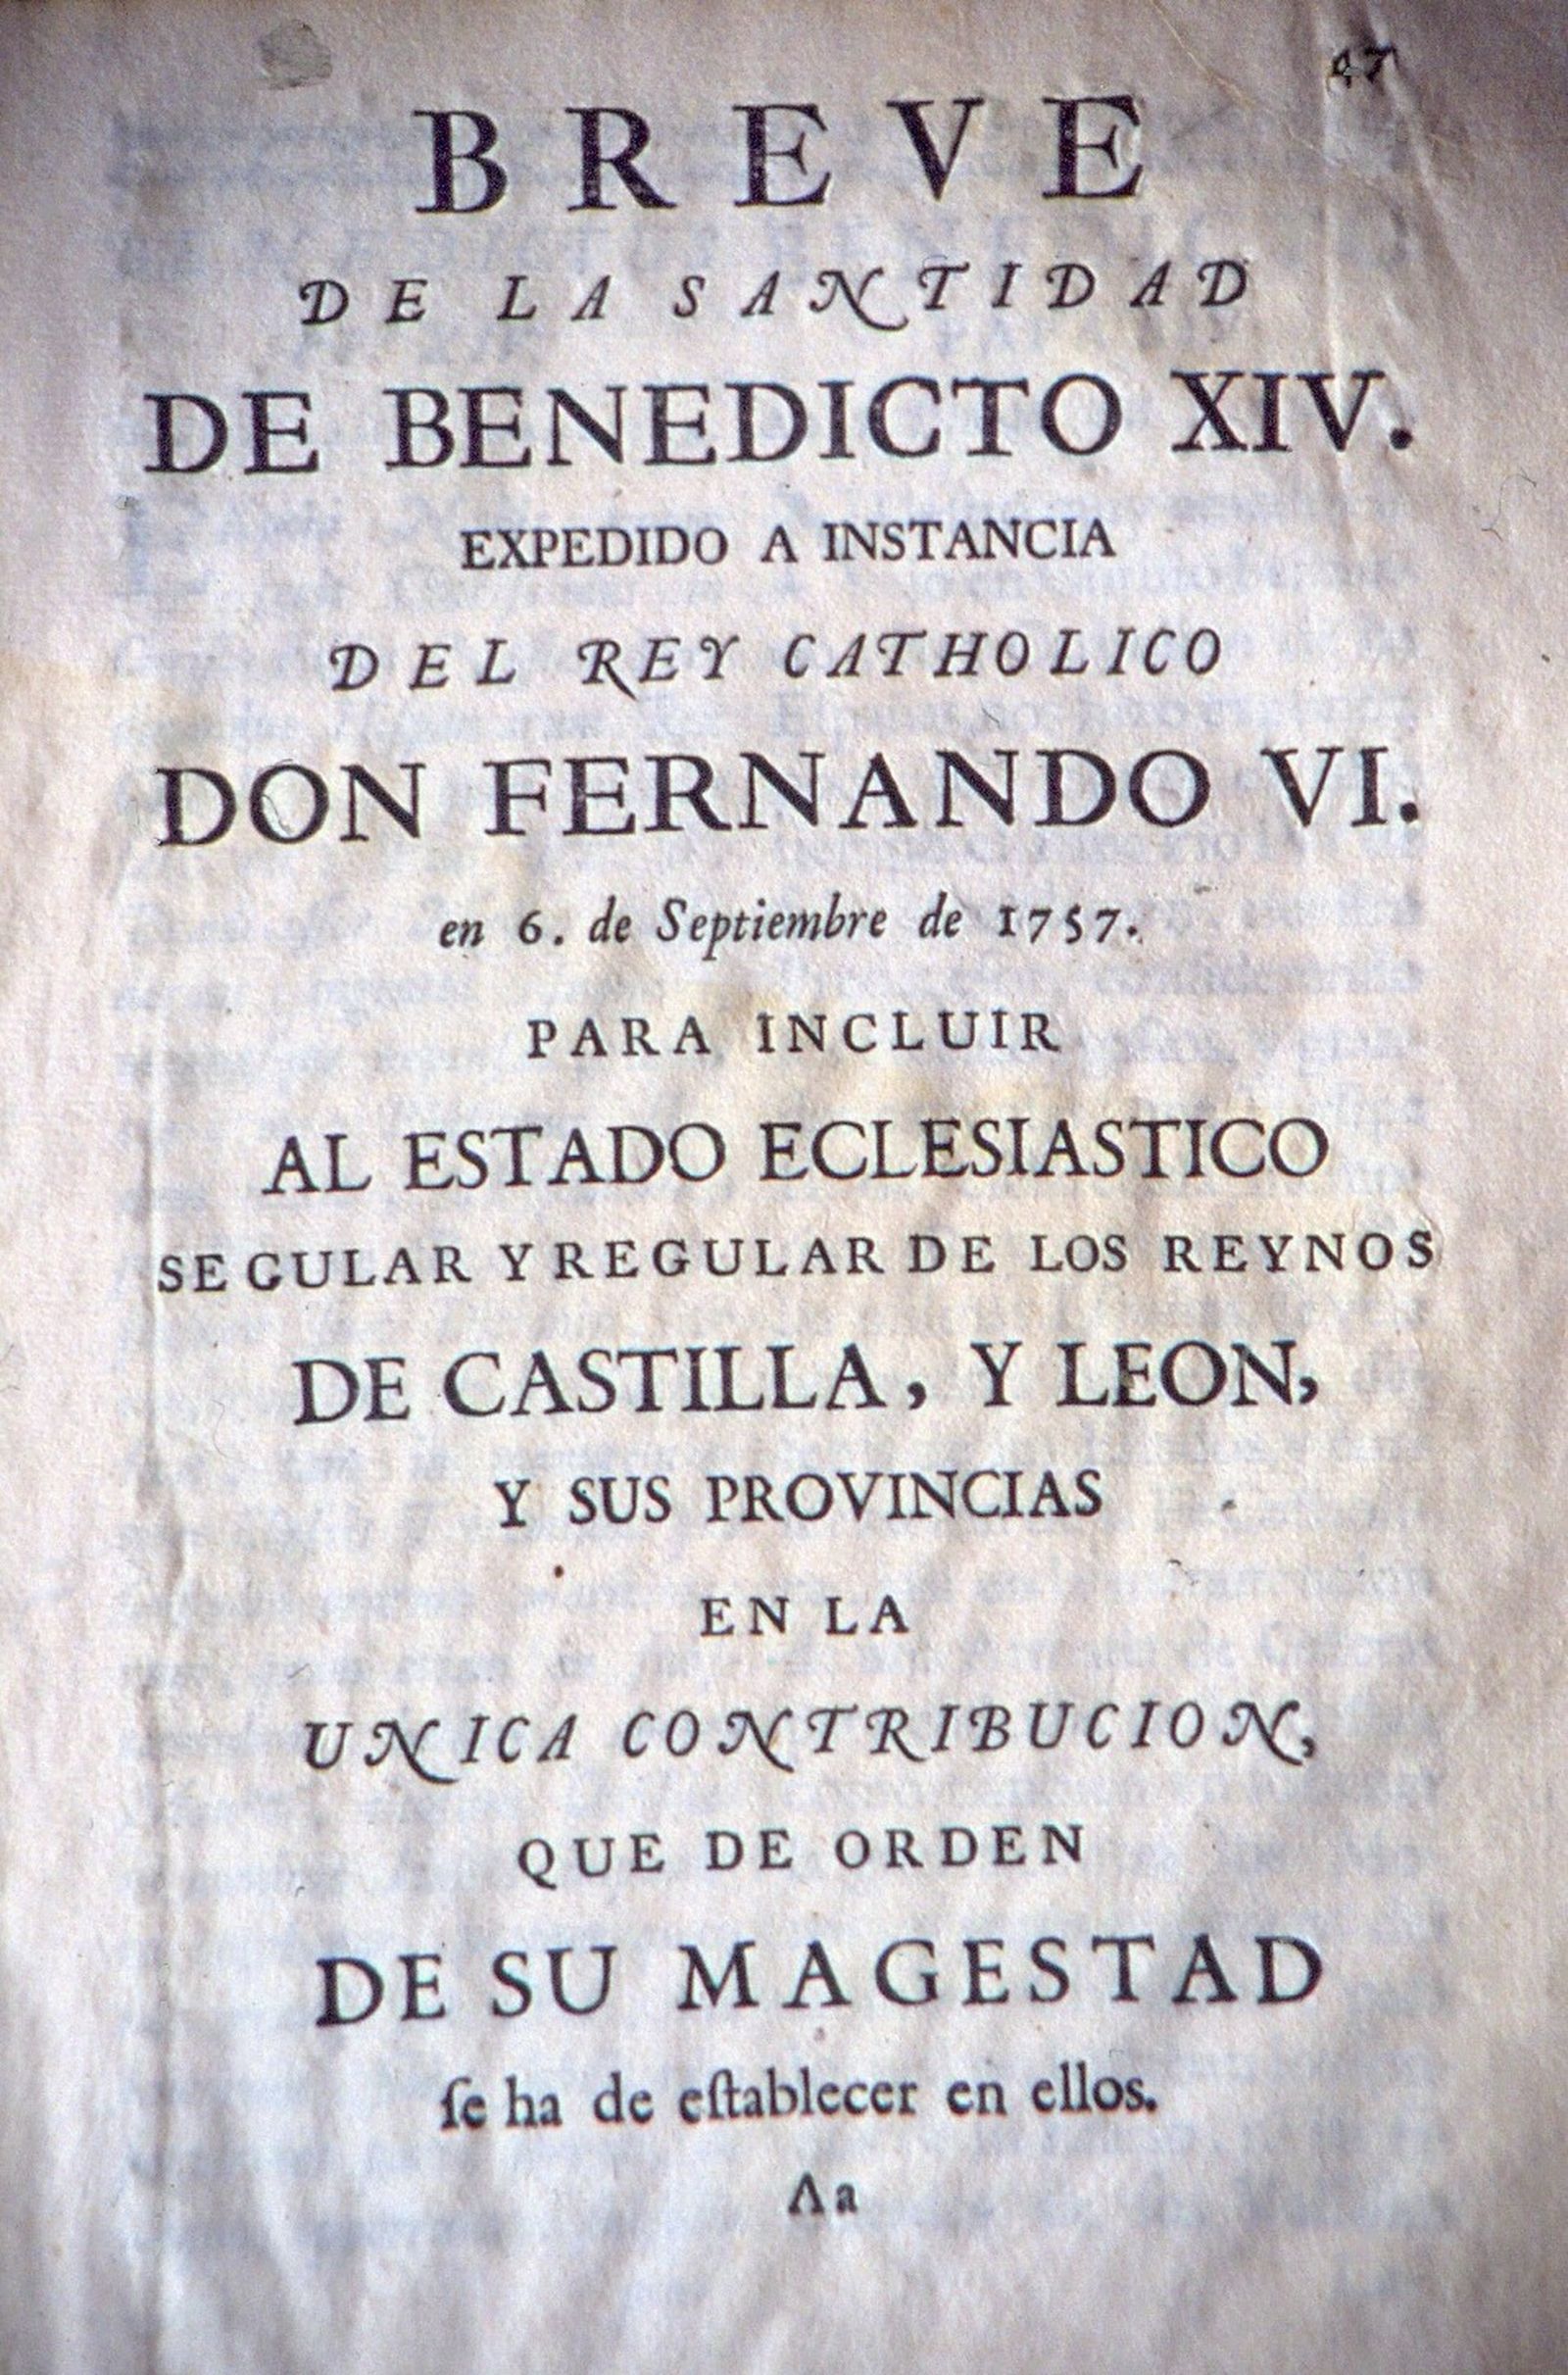 97
BREVE
DE LA SANTIDAD
DE BENEDICTO XIV.
EXPEDIDO A INSTANCIA
DEL REY CATHOLICO
DON FERNANDO VI.
en 6. de Septiembre de 1757.
PARA INCLUIR
AL ESTADO ECLESIASTICO
SECULAR Y REGULAR DE LOS REYNOS
DE CASTILLA, Y LEON,
Y SUS PROVINCIAS
EN LA
UNICA CONTRIBUCION,
QUE DE ORDEN
DE SU MAGESTAD
ſe ha de eſtablecer en ellos.
Aa